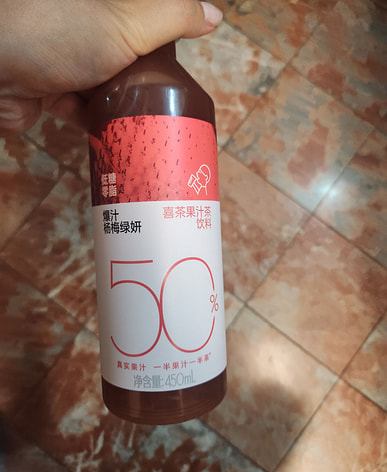 低糖
零脂
爆汁
杨梅绿妍
喜茶果汁茶
饮料
50%
真实果汁 一半果汁一半茶*
净含量:450mL